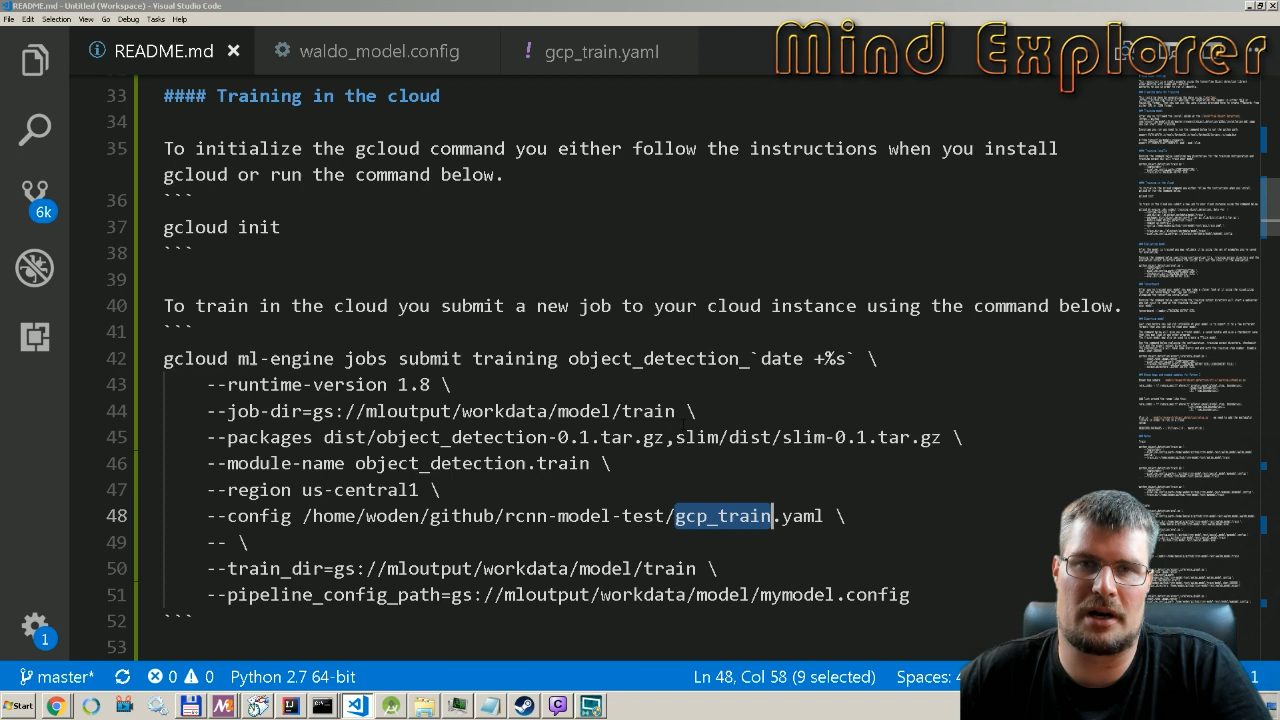 README.md - Untitled (Workspace) - Visual Studio Code
File Edit Selection View Go Debug Tasks Help
README.md
waldo_model.config
! gcp_train.yaml
Mind Explorer
33 #### Training in the cloud
34
35 To initialize the gcloud command you either follow the instructions when you install
gcloud or run the command below.
36 ```
37 gcloud init
38 ```
39
40 To train in the cloud you submit a new job to your cloud instance using the command below.
41 ```
42 gcloud ml-engine jobs submit training object_detection_`date +%s` \
43 --runtime-version 1.8 \
44 --job-dir=gs://mloutput/workdata/model/train \
45 --packages dist/object_detection-0.1.tar.gz,slim/dist/slim-0.1.tar.gz \
46 --module-name object_detection.train \
47 --region us-central1 \
48 --config /home/woden/github/rcnn-model-test/gcp_train.yaml \
49 -- \
50 --train_dir=gs://mloutput/workdata/model/train \
51 --pipeline_config_path=gs://mloutput/workdata/model/mymodel.config
52 ```
53
6k
1
master*
0 0
Python 2.7 64-bit
Ln 48, Col 58 (9 selected)
Spaces:
1
Start